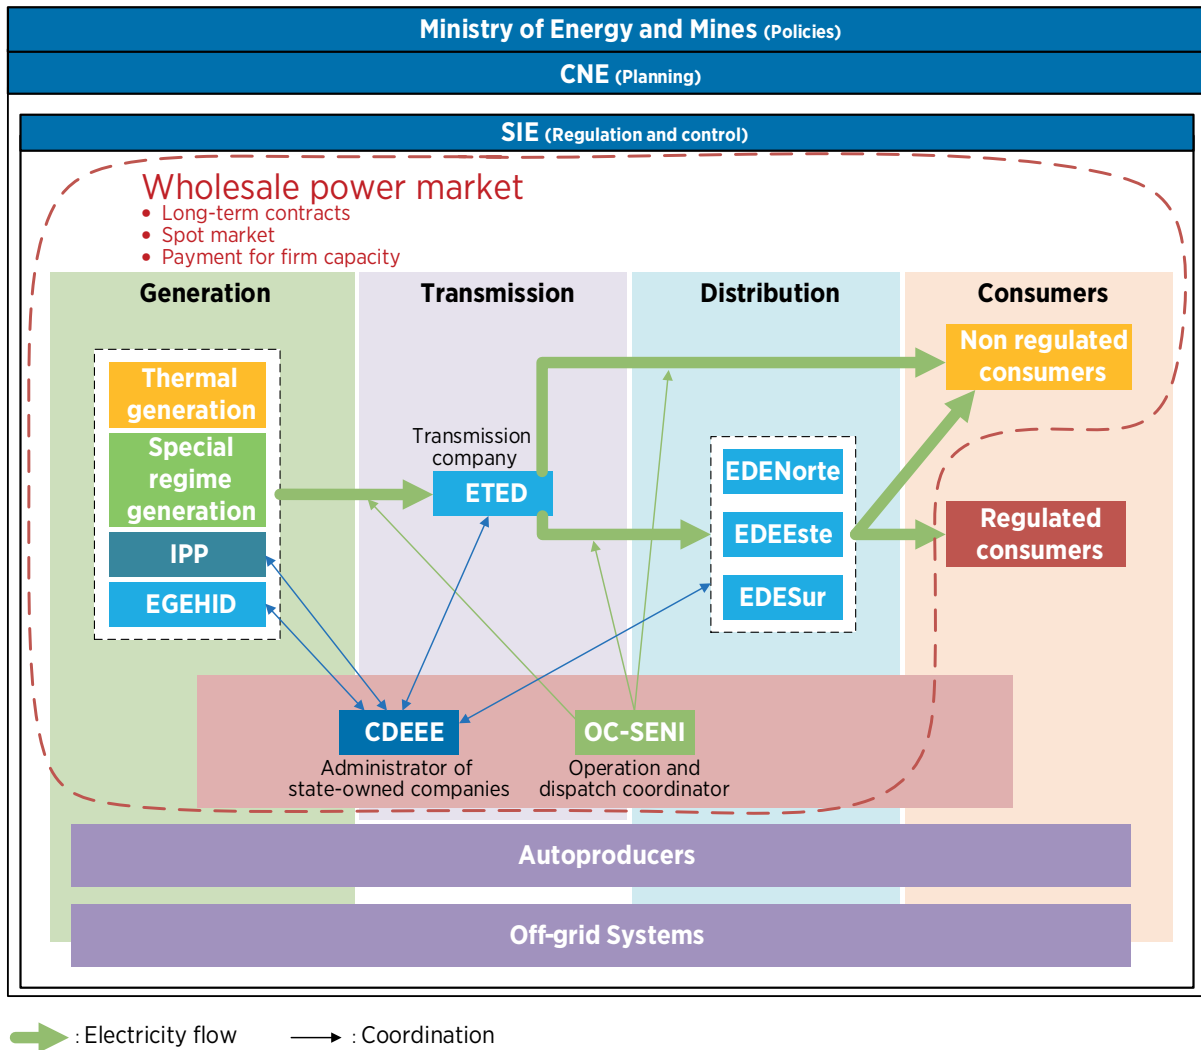 Ministry of Energy and Mines (Policies)
CNE (Planning)
SIE (Regulation and control)
Wholesale power market
• Long-term contracts
• Spot market
• Payment for firm capacity
Generation
Transmission
Distribution
Consumers
Thermal
generation
Special
regime
generation
IPP
EGEHID
Transmission
company
ETED
EDENorte
EDEEste
EDESur
Non regulated
consumers
Regulated
consumers
CDEEE
Administrator of
state-owned companies
OC-SENI
Operation and
dispatch coordinator
Autoproducers
Off-grid Systems
: Electricity flow
: Coordination